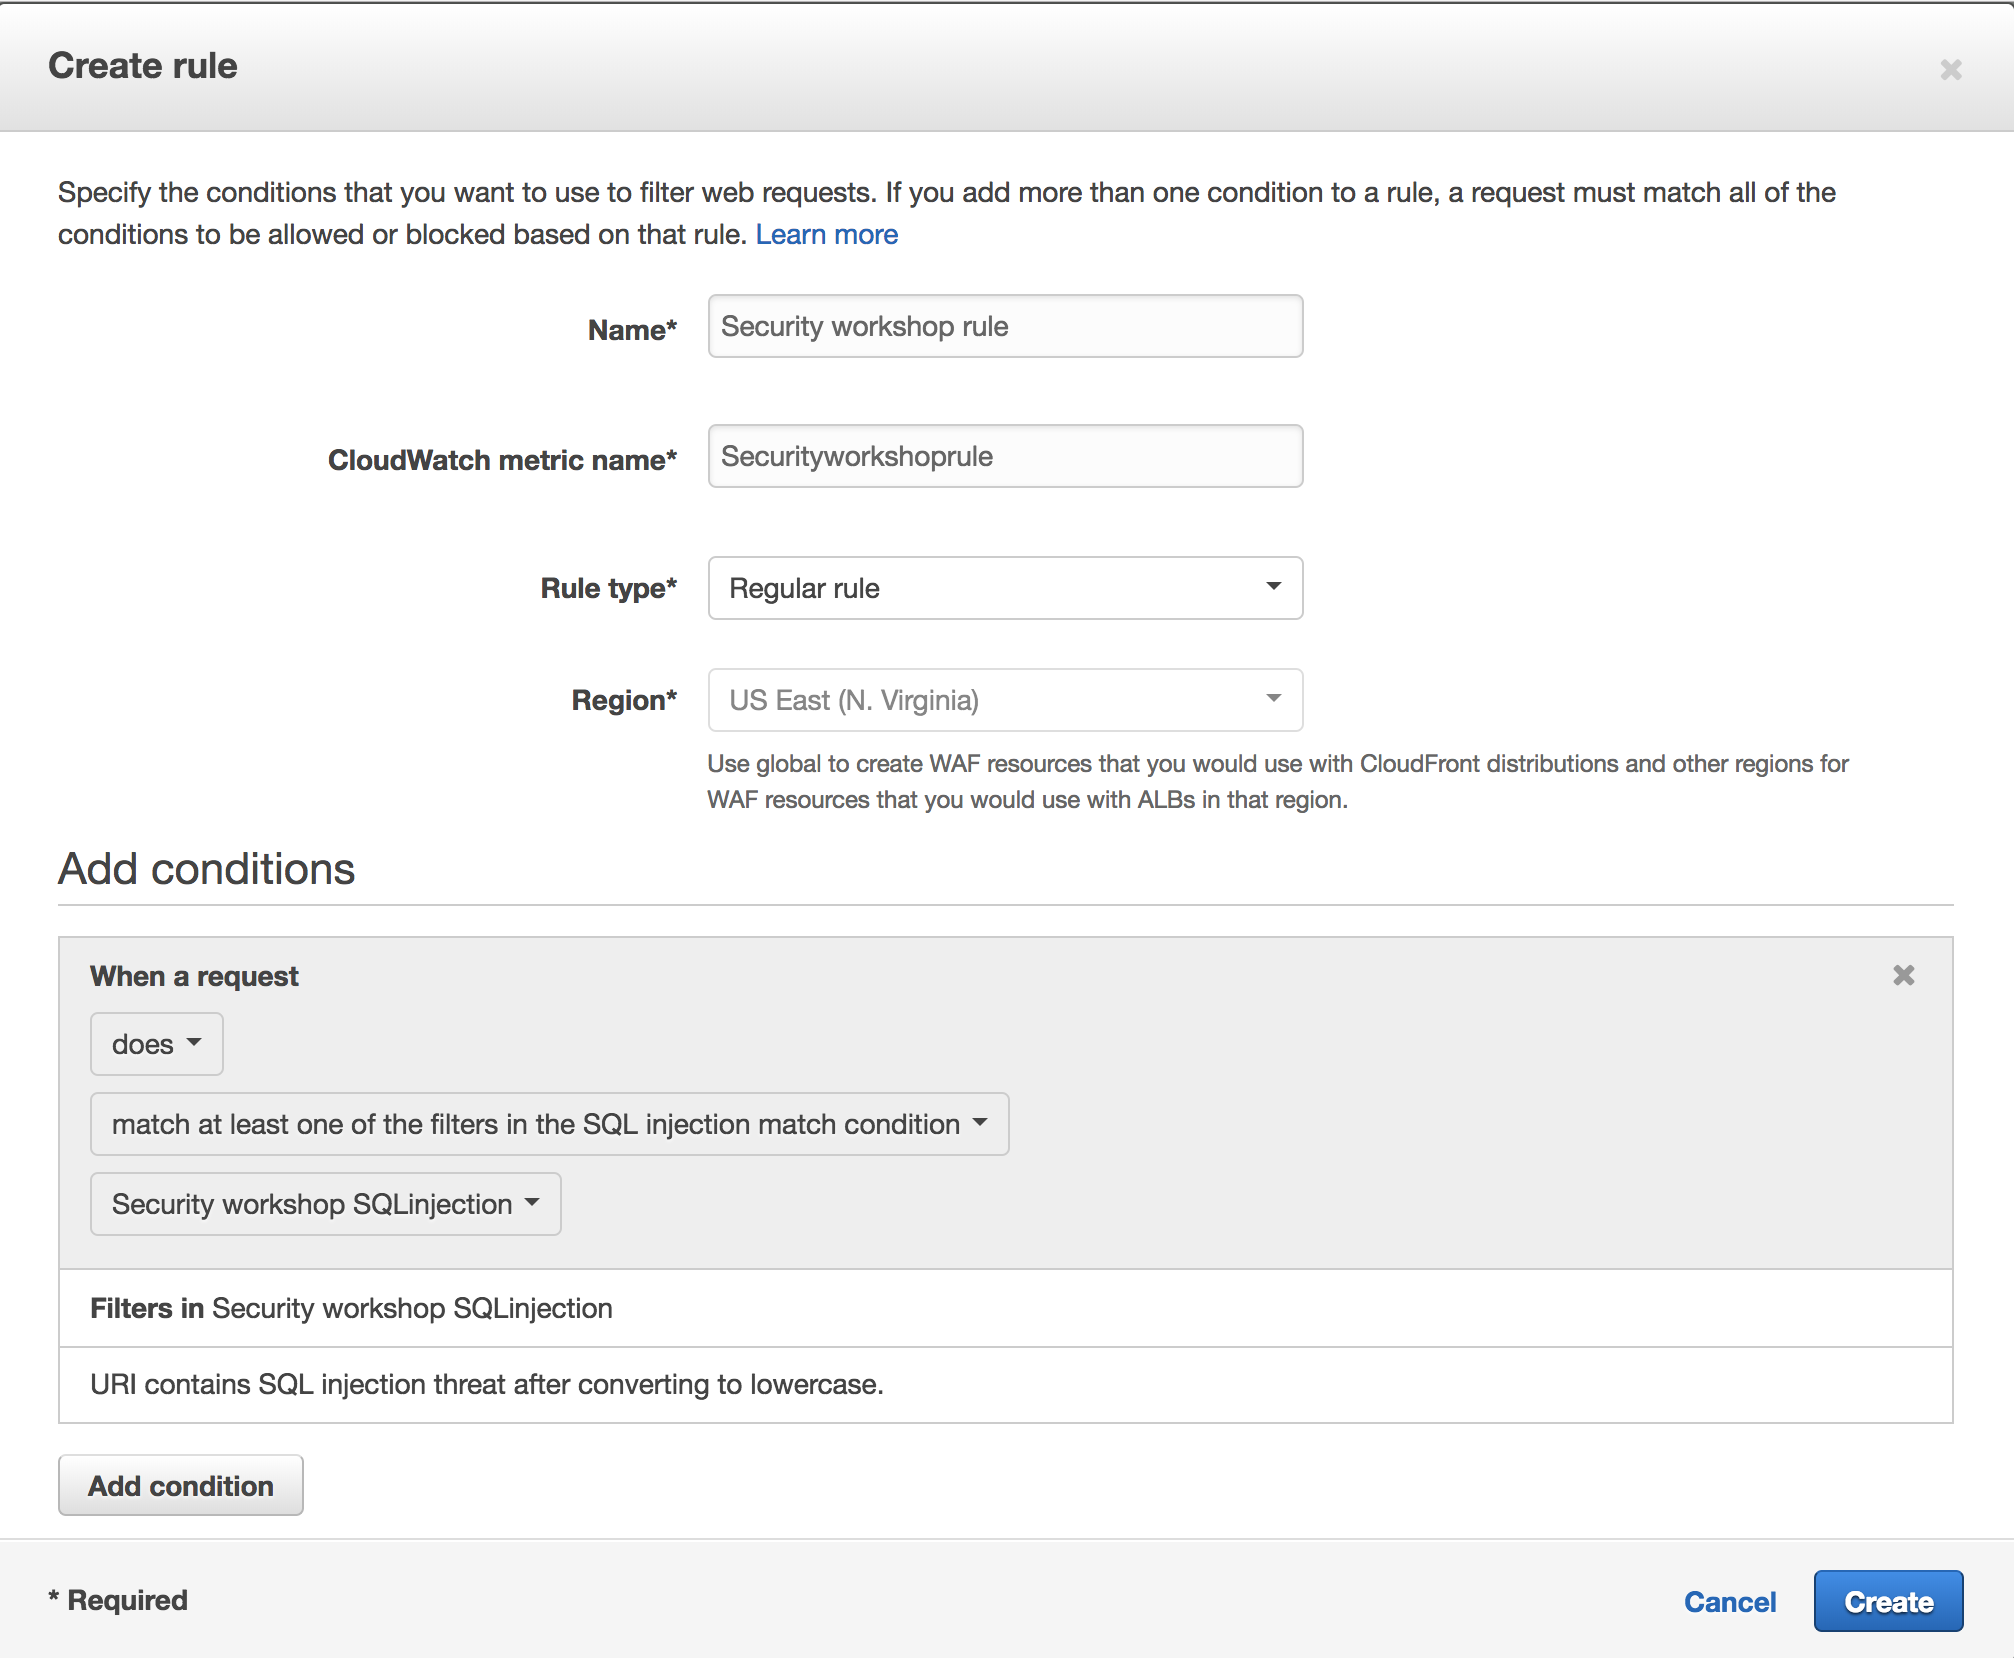 Create rule
Specify the conditions that you want to use to filter web requests. If you add more than one condition to a rule, a request must match all of the
conditions to be allowed or blocked based on that rule. Learn more
Name* Security workshop rule
CloudWatch metric name* Securityworkshoprule
Rule type* Regular rule
Region* US East (N. Virginia)
Use global to create WAF resources that you would use with CloudFront distributions and other regions for
WAF resources that you would use with ALBs in that region.
Add conditions
When a request
does
match at least one of the filters in the SQL injection match condition
Security workshop SQLinjection
Filters in Security workshop SQLinjection
URI contains SQL injection threat after converting to lowercase.
Add condition
* Required Cancel Create